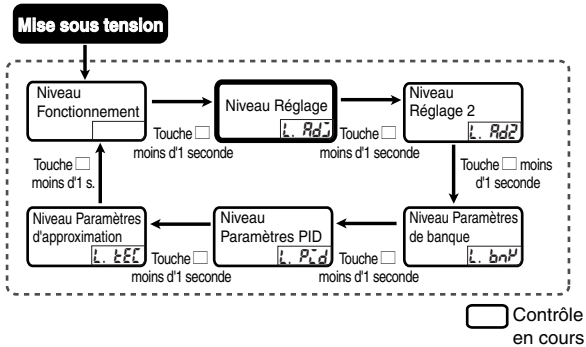 Mise sous tension
Niveau
Fonctionnement
Niveau Réglage
L. AdJ
Niveau
Réglage 2
L. Ad2
Touche
moins d'1 seconde
Touche
moins d'1 seconde
Touche moins
d'1 seconde
Touche
moins d'1 s.
Niveau Paramètres
d'approximation
L. tEC
Niveau
Paramètres PID
L. Pid
Niveau Paramètres
de banque
L. bnK
Touche
moins d'1 seconde
Touche
moins d'1 seconde
Contrôle
en cours